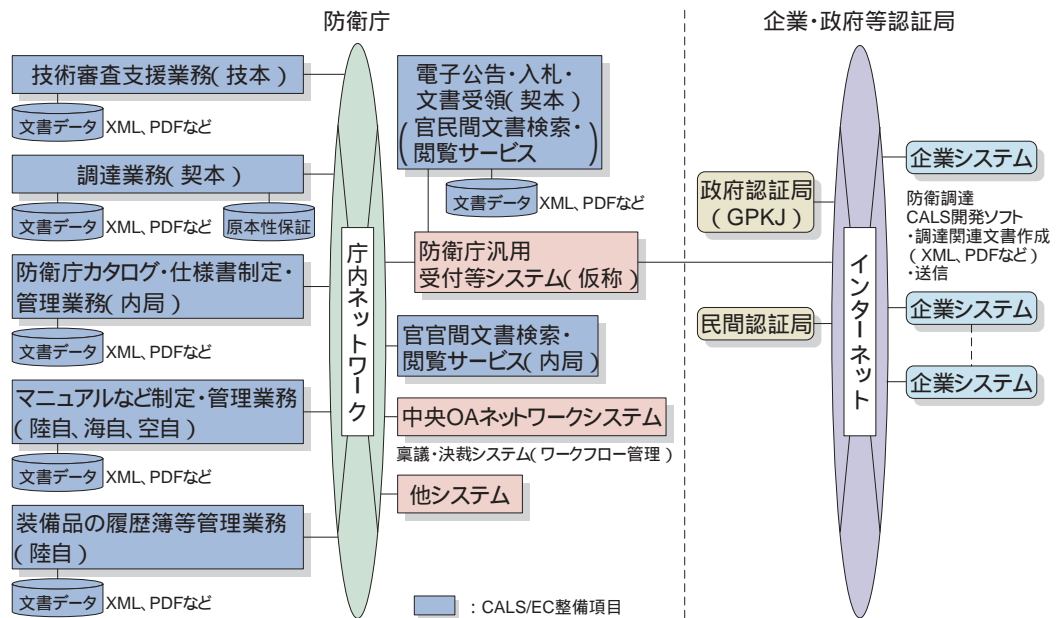 防衛庁
企業・政府等認証局
技術審査支援業務(技本)
文書データ
XML、PDFなど
調達業務(契本)
文書データ
XML、PDFなど
原本性保証
防衛庁カタログ・仕様書制定・
管理業務(内局)
文書データ
XML、PDFなど
マニュアルなど制定・管理業務
(陸自、海自、空自)
文書データ
XML、PDFなど
装備品の履歴簿等管理業務
(陸自)
文書データ
XML、PDFなど
庁内ネットワーク
電子公告・入札・
文書受領(契本)
(官民間文書検索・
閲覧サービス)
文書データ
XML、PDFなど
防衛庁汎用
受付等システム(仮称)
官官間文書検索・
閲覧サービス(内局)
中央OAネットワークシステム
稟議・決裁システム(ワークフロー管理)
他システム
:CALS/EC整備項目
政府認証局
(GPKJ)
民間認証局
インターネット
企業システム
防衛調達
CALS開発ソフト
・調達関連文書作成
(XML、PDFなど)
・送信
企業システム
企業システム